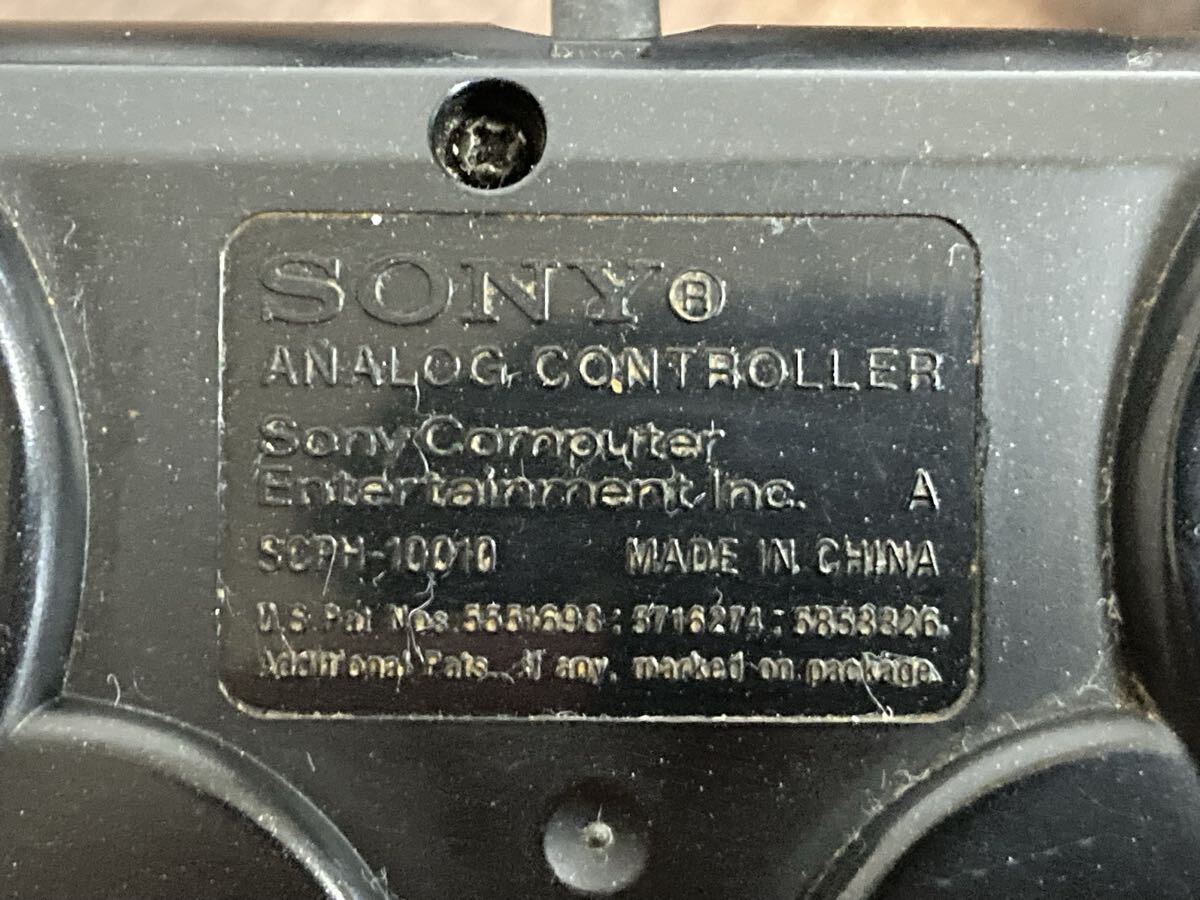 SONY®
ANALOG CONTROLLER
Sony Computer
Entertainment Inc. A
SCPH-10010 MADE IN CHINA
U.S. Pat Nos. 5551693; 5716274; 5853326.
Additional Pats., if any, marked on package.